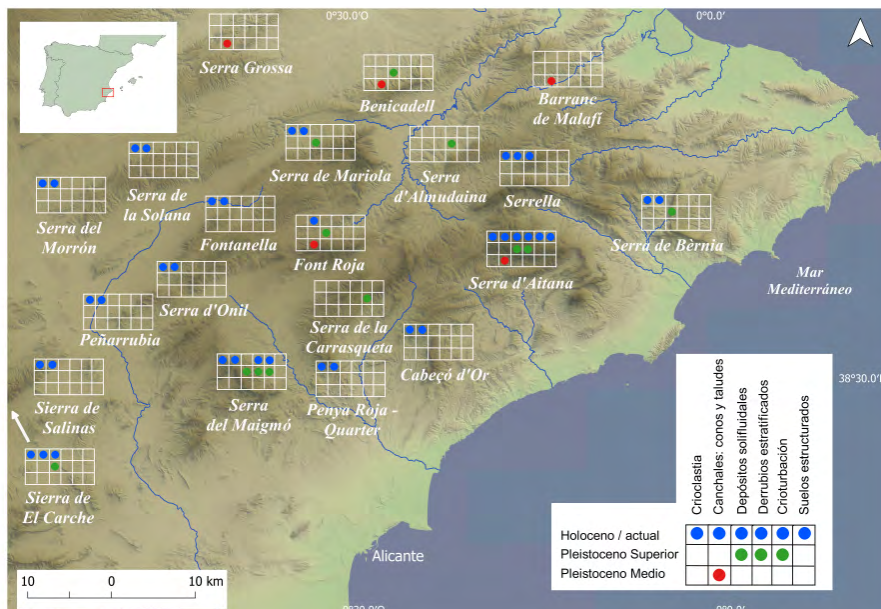 0°30.0'O
0°0.0'
Serra Grossa
Benicadell
Barranc
de Malafí
Serra de
la Solana
Serra de Mariola
Serra
d'Almudaina
Serrella
Serra del
Morrón
Fontanella
Font Roja
Serra d'Aitana
Serra de Bèrnia
Mar
Mediterráneo
Serra d'Onil
Peñarrubia
Serra de la
Carrasqueta
Cabeçó d'Or
Sierra de
Salinas
Serra
del Maigmó
Penya Roja -
Quarter
38°30.0'I
Sierra de
El Carche
Alicante
Crioclastia
Canchales: conos y taludes
Depósitos solifluidales
Derrubios estratificados
Crioturbación
Suelos estructurados
Holoceno / actual
Pleistoceno Superior
Pleistoceno Medio
10 0 10 km